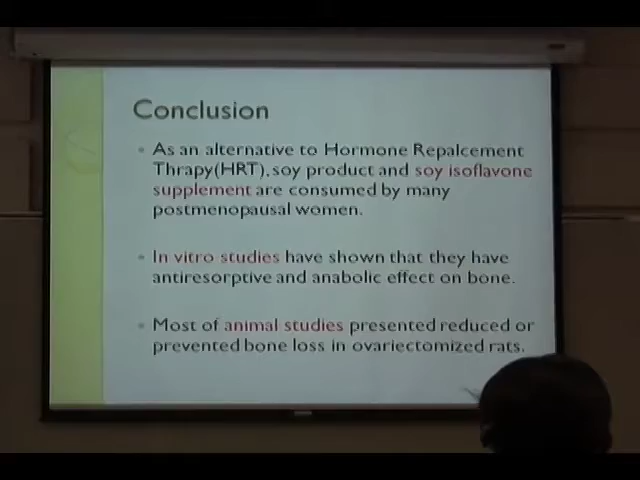 Conclusion
• As an alternative to Hormone Repalcement
Thrapy(HRT), soy product and soy isoflavone
supplement are consumed by many
postmenopausal women.
• In vitro studies have shown that they have
antiresorptive and anabolic effect on bone.
• Most of animal studies presented reduced or
prevented bone loss in ovariectomized rats.